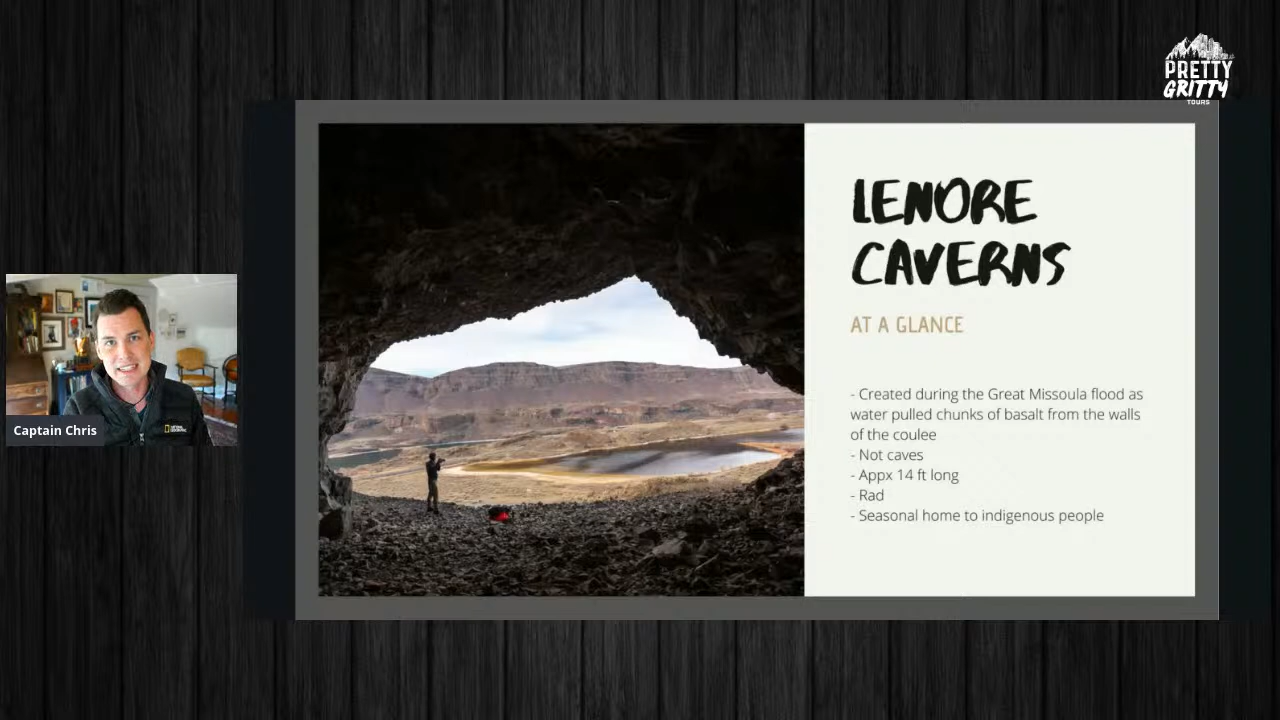 PRETTY
GRITTY
TOURS
LENORE
CAVERNS
AT A GLANCE
- Created during the Great Missoula flood as
water pulled chunks of basalt from the walls
of the coulee
- Not caves
- Appx 14 ft long
- Rad
- Seasonal home to indigenous people
Captain Chris
NATIONAL
GEOGRAPHIC